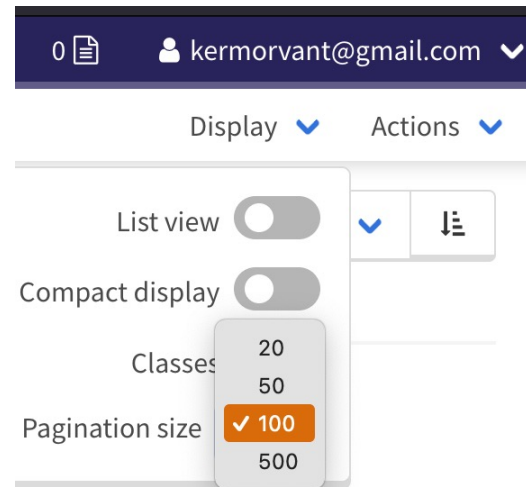 0 kermorvant@gmail.com
Display Actions
List view
Compact display
Classes
Pagination size
20
50
✓ 100
500